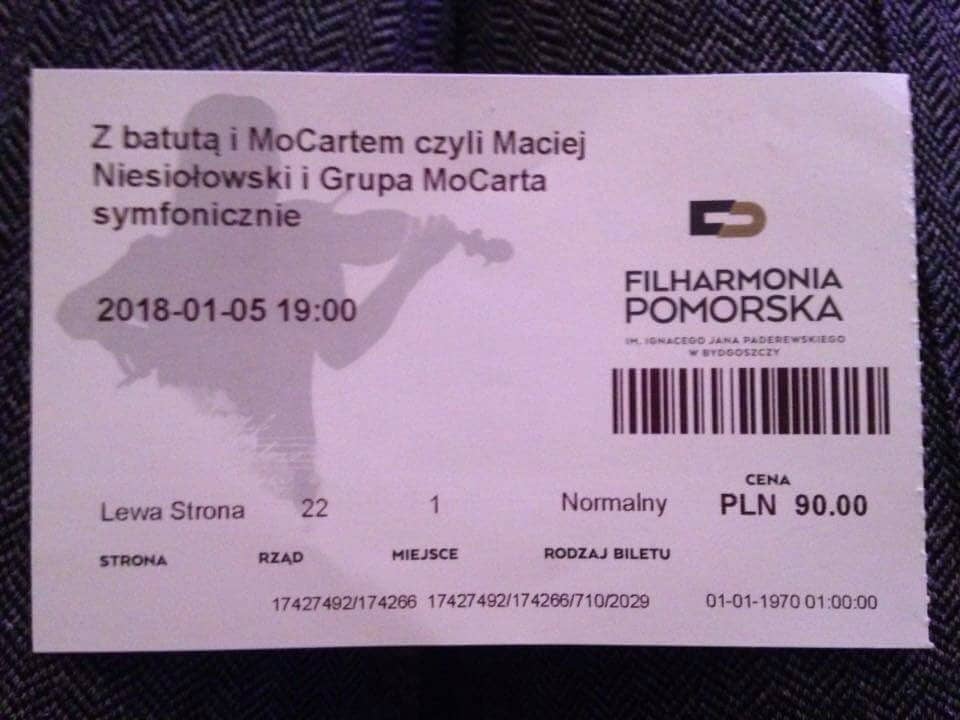 Z batutą i MoCartem czyli Maciej
Niesiołowski i Grupa MoCarta
symfonicznie
2018-01-05 19:00
FILHARMONIA
POMORSKA
IM. IGNACEGO JANA PADEREWSKIEGO
W BYDGOSZCZY
CENA
Lewa Strona 22 1 Normalny PLN 90.00
STRONA RZĄD MIEJSCE RODZAJ BILETU
17427492/174266 17427492/174266/710/2029 01-01-1970 01:00:00